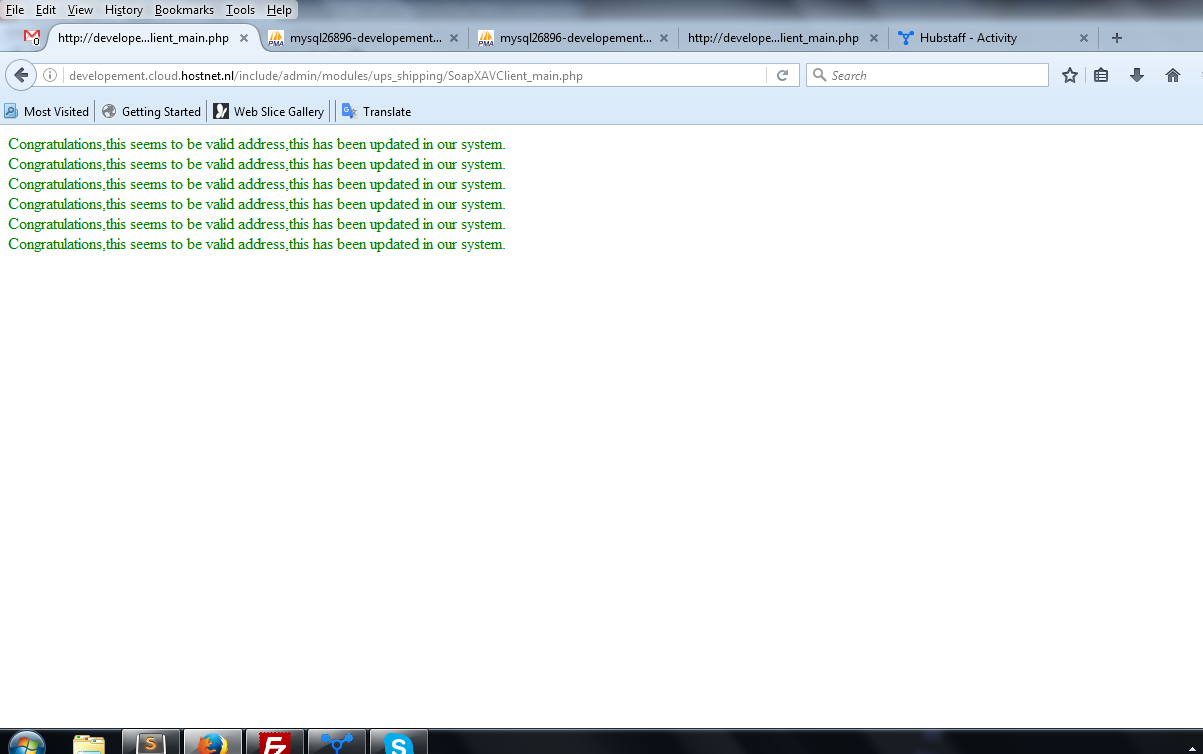 File Edit View History Bookmarks Tools Help
0 http://develope...lient_main.php PMA mysql26896-developement... PMA mysql26896-developement... http://develope...lient_main.php Hubstaff - Activity
developement.cloud.hostnet.nl/include/admin/modules/ups_shipping/SoapXAVClient_main.php Search
Most Visited Getting Started Web Slice Gallery Translate
Congratulations,this seems to be valid address,this has been updated in our system.
Congratulations,this seems to be valid address,this has been updated in our system.
Congratulations,this seems to be valid address,this has been updated in our system.
Congratulations,this seems to be valid address,this has been updated in our system.
Congratulations,this seems to be valid address,this has been updated in our system.
Congratulations,this seems to be valid address,this has been updated in our system.